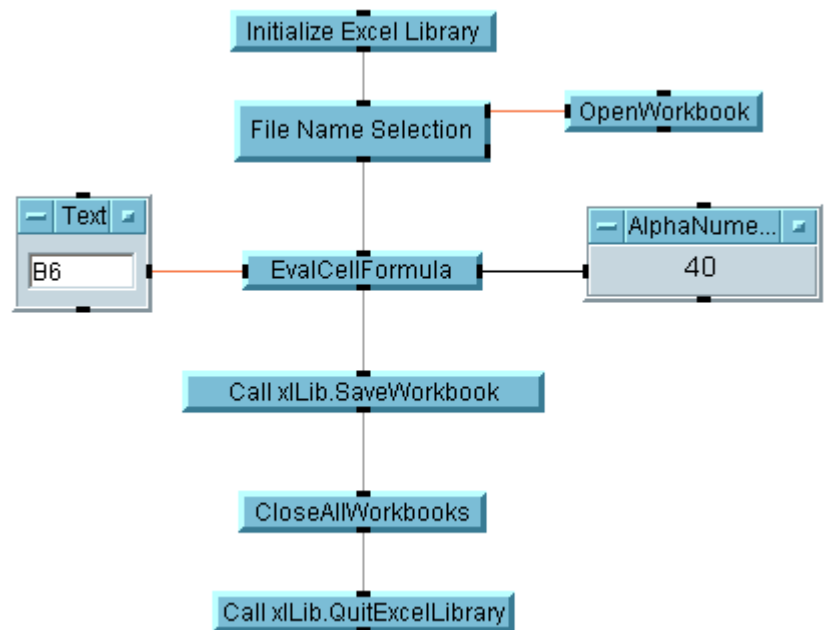 Initialize Excel Library
File Name Selection
OpenWorkbook
Text
B6
EvalCellFormula
AlphaNume...
40
Call xlLib.SaveWorkbook
CloseAllWorkbooks
Call xlLib.QuitExcelLibrary